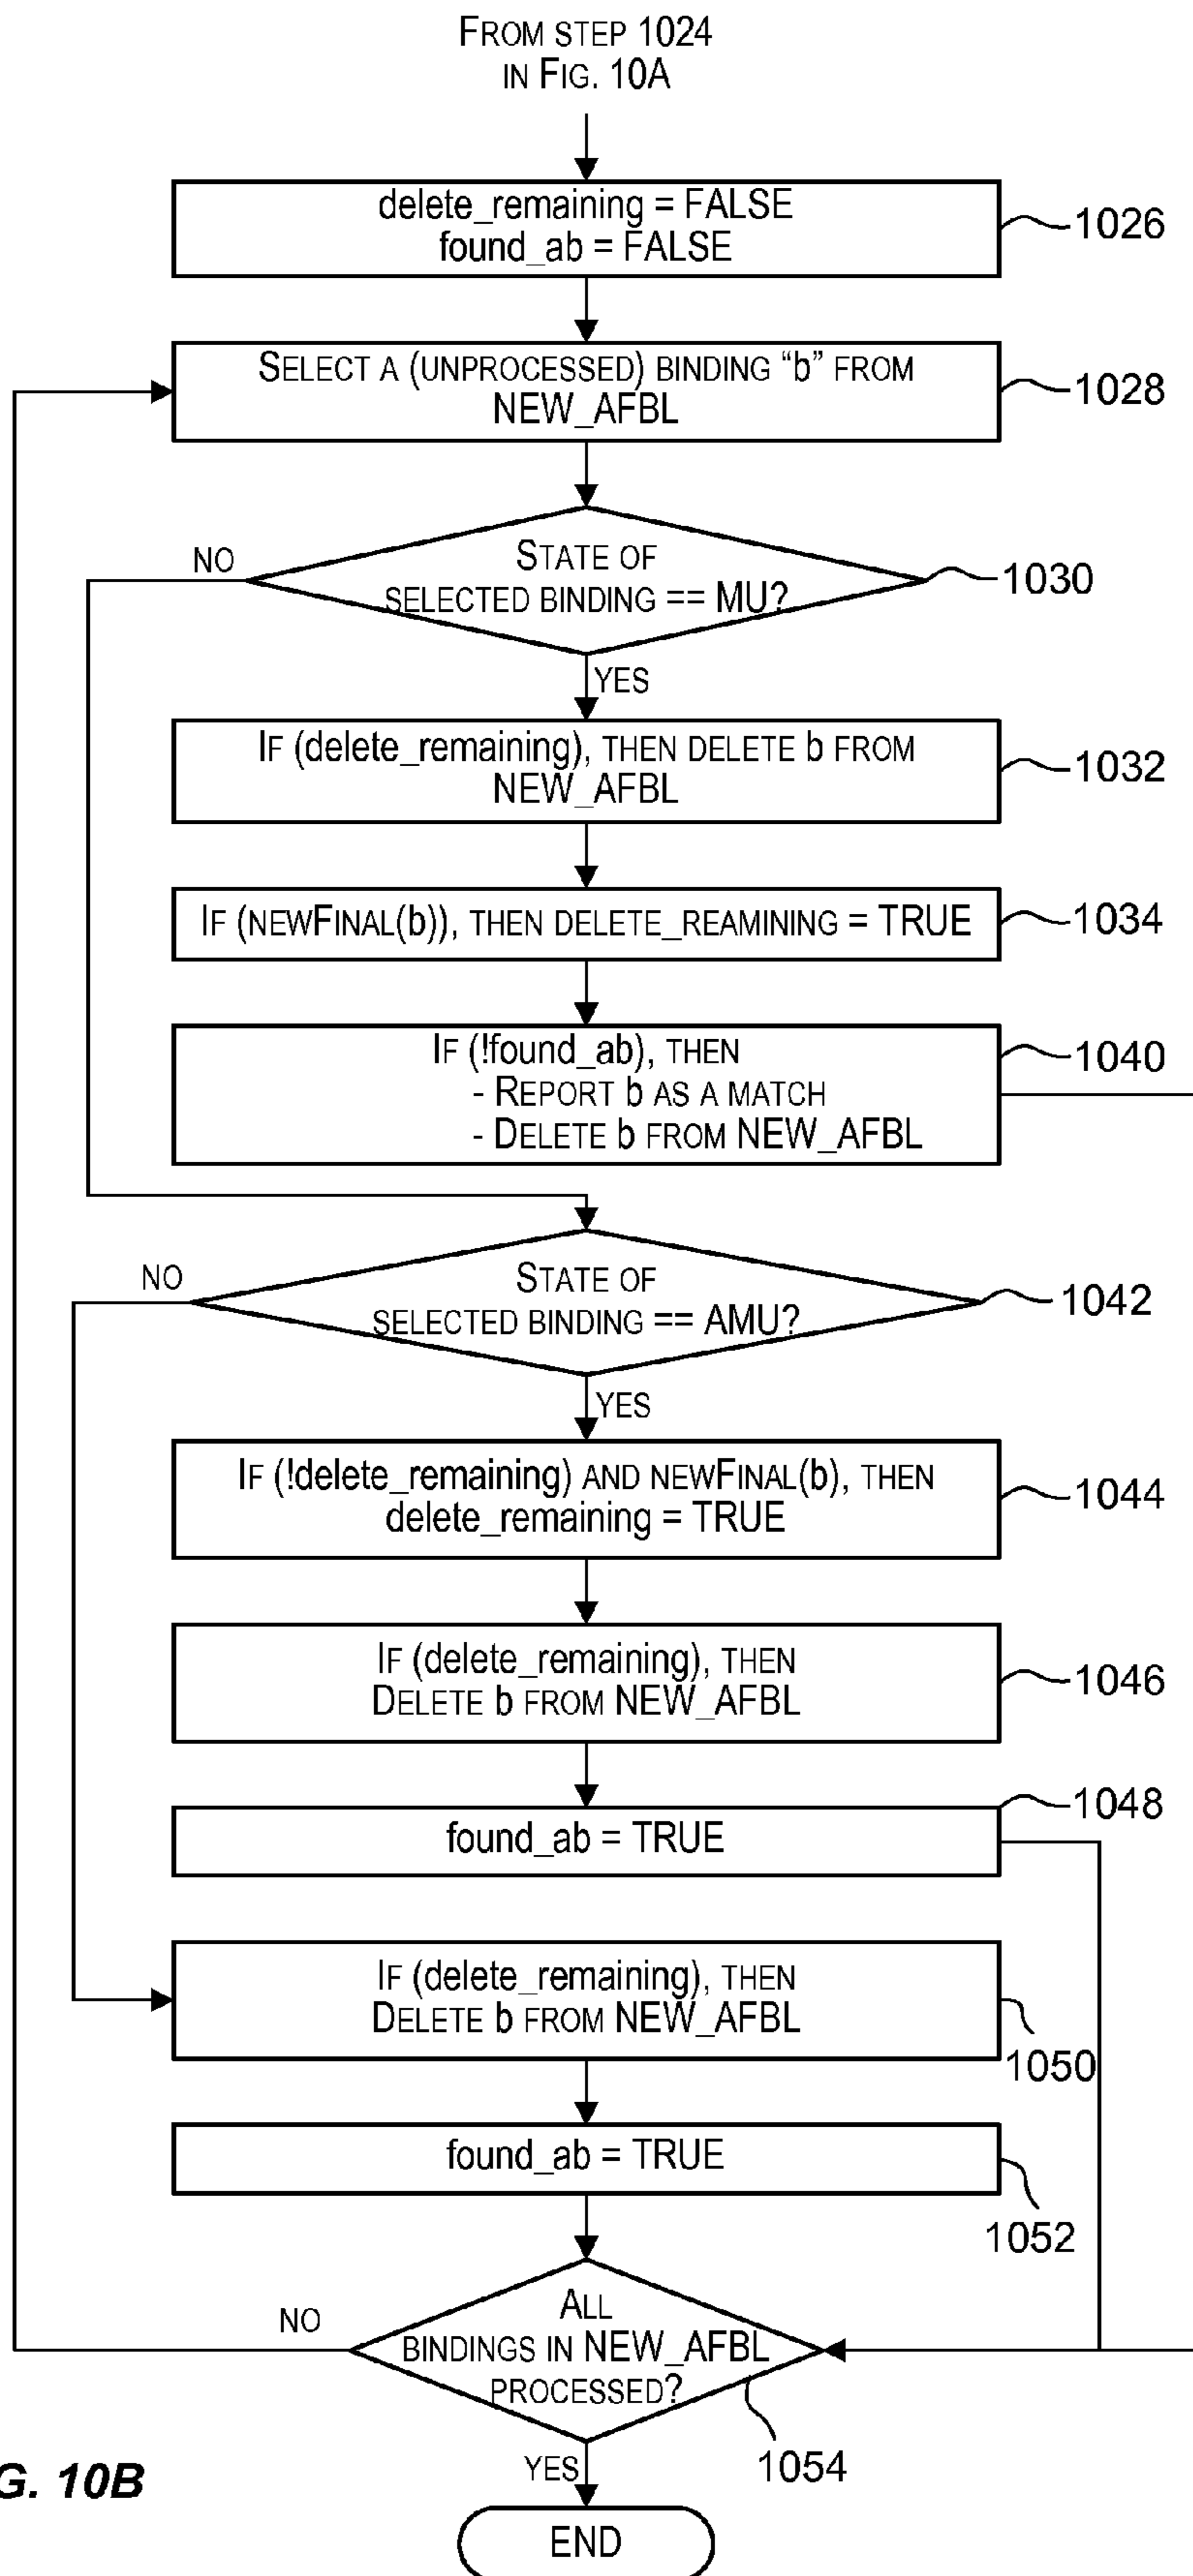 FROM STEP 1024
IN FIG. 10A
delete_remaining = FALSE
found_ab = FALSE
1026
SELECT A (UNPROCESSED) BINDING “b” FROM
NEW_AFBL
1028
NO
STATE OF
SELECTED BINDING == MU?
1030
YES
IF (delete_remaining), THEN DELETE b FROM
NEW_AFBL
1032
IF (NEWFINAL(b)), THEN DELETE_REAMINING = TRUE
1034
IF (!found_ab), THEN
- REPORT b AS A MATCH
- DELETE b FROM NEW_AFBL
1040
NO
STATE OF
SELECTED BINDING == AMU?
1042
YES
IF (!delete_remaining) AND NEWFINAL(b), THEN
delete_remaining = TRUE
1044
IF (delete_remaining), THEN
DELETE b FROM NEW_AFBL
1046
found_ab = TRUE
1048
IF (delete_remaining), THEN
DELETE b FROM NEW_AFBL
1050
found_ab = TRUE
1052
NO
ALL
BINDINGS IN NEW_AFBL
PROCESSED?
1054
YES
G. 10B
END